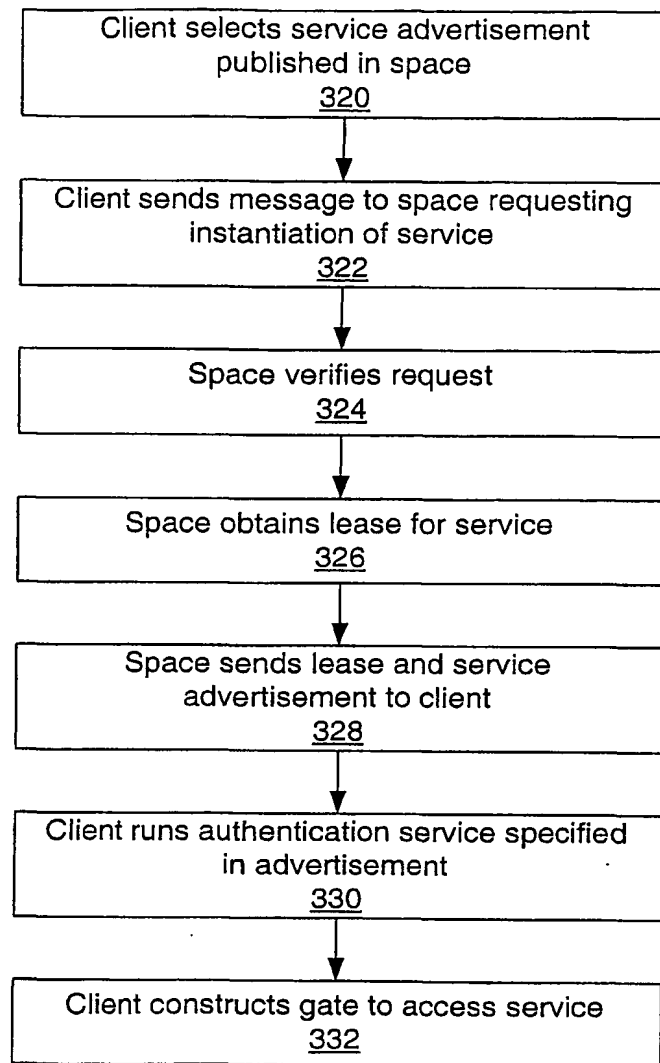 Client selects service advertisement
published in space
320
Client sends message to space requesting
instantiation of service
322
Space verifies request
324
Space obtains lease for service
326
Space sends lease and service
advertisement to client
328
Client runs authentication service specified
in advertisement
330
Client constructs gate to access service
332